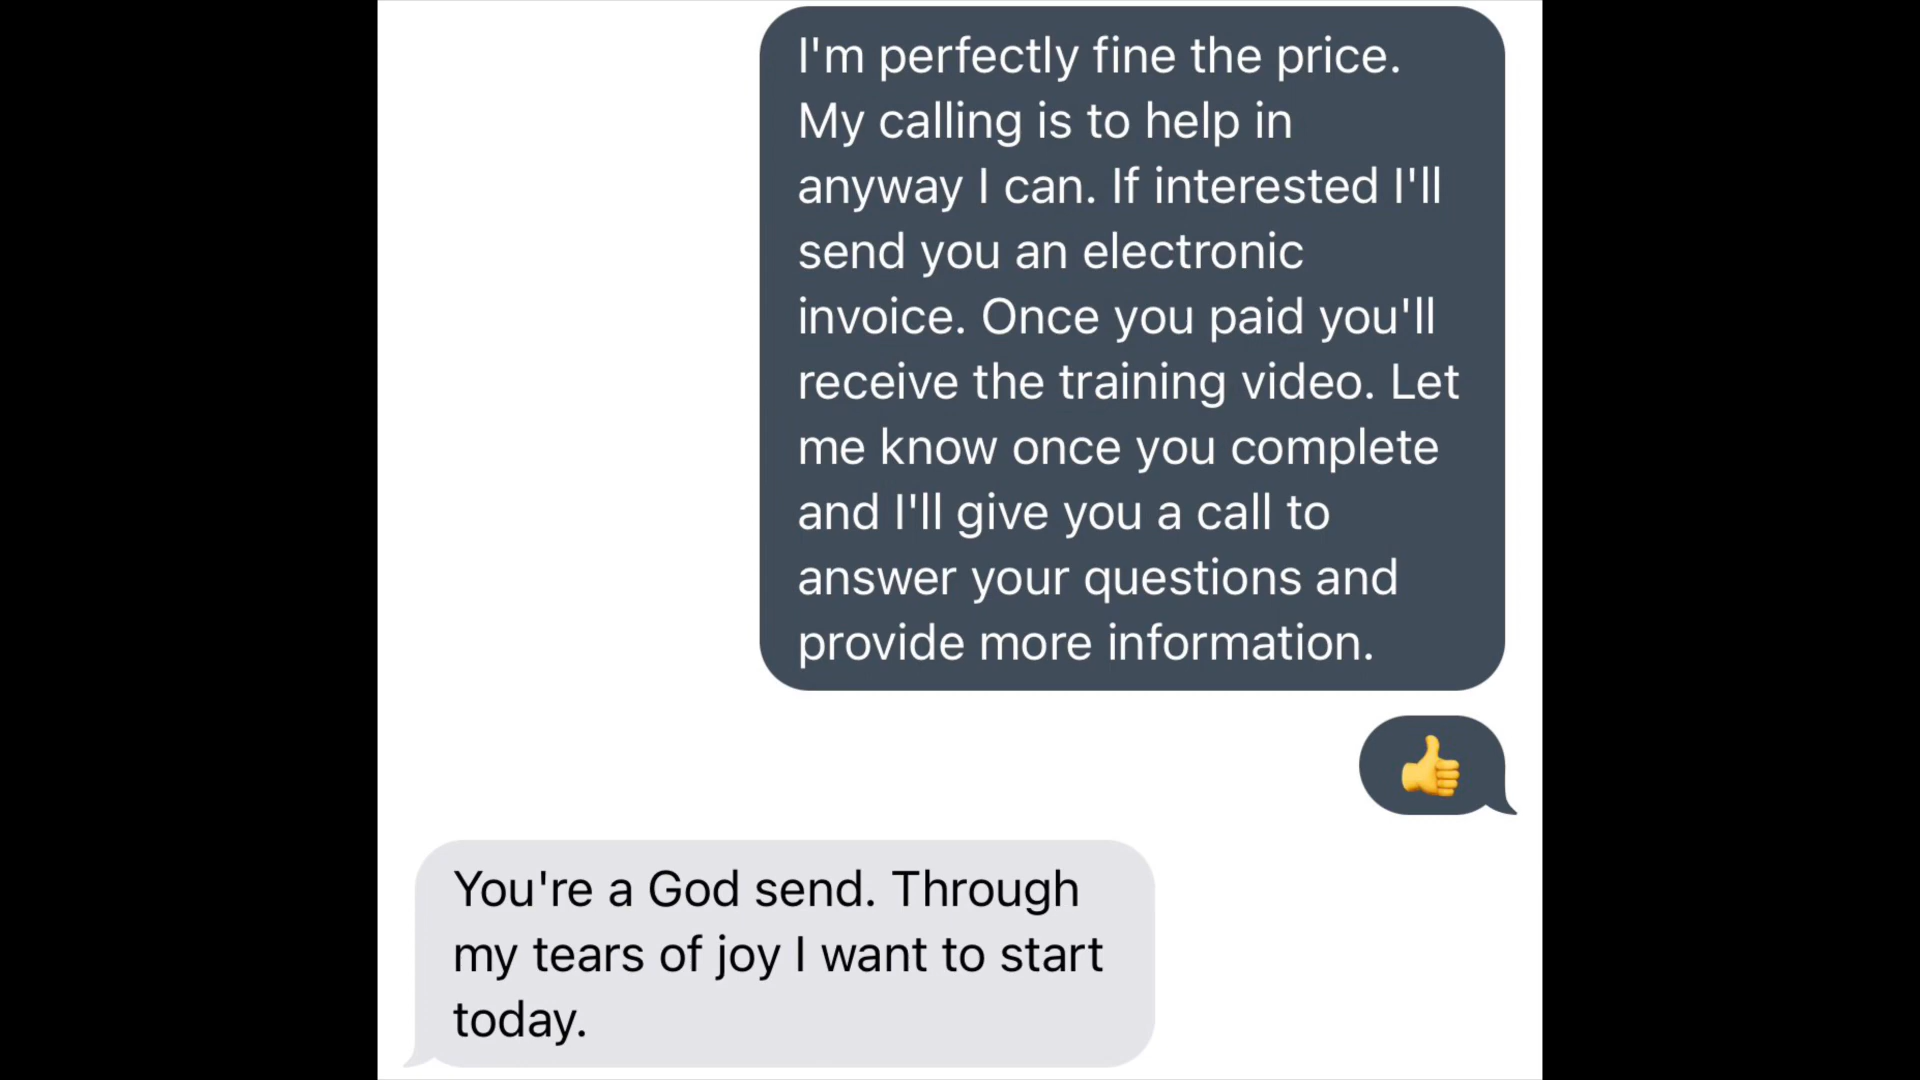 I'm perfectly fine the price.
My calling is to help in
anyway I can. If interested I'll
send you an electronic
invoice. Once you paid you'll
receive the training video. Let
me know once you complete
and I'll give you a call to
answer your questions and
provide more information.
👍
You're a God send. Through
my tears of joy I want to start
today.